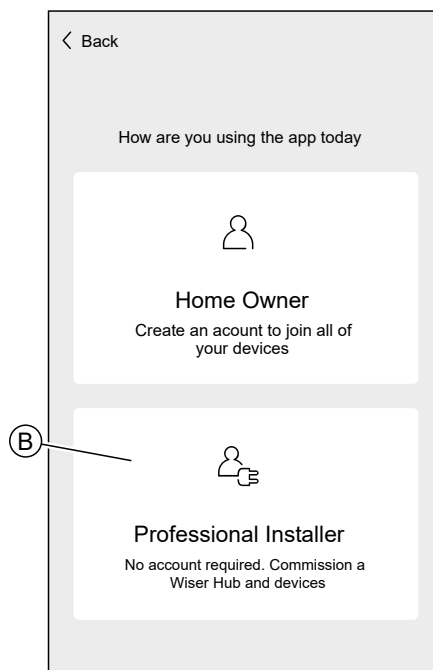 Back
How are you using the app today
Home Owner
Create an acount to join all of
your devices
B
Professional Installer
No account required. Commission a
Wiser Hub and devices